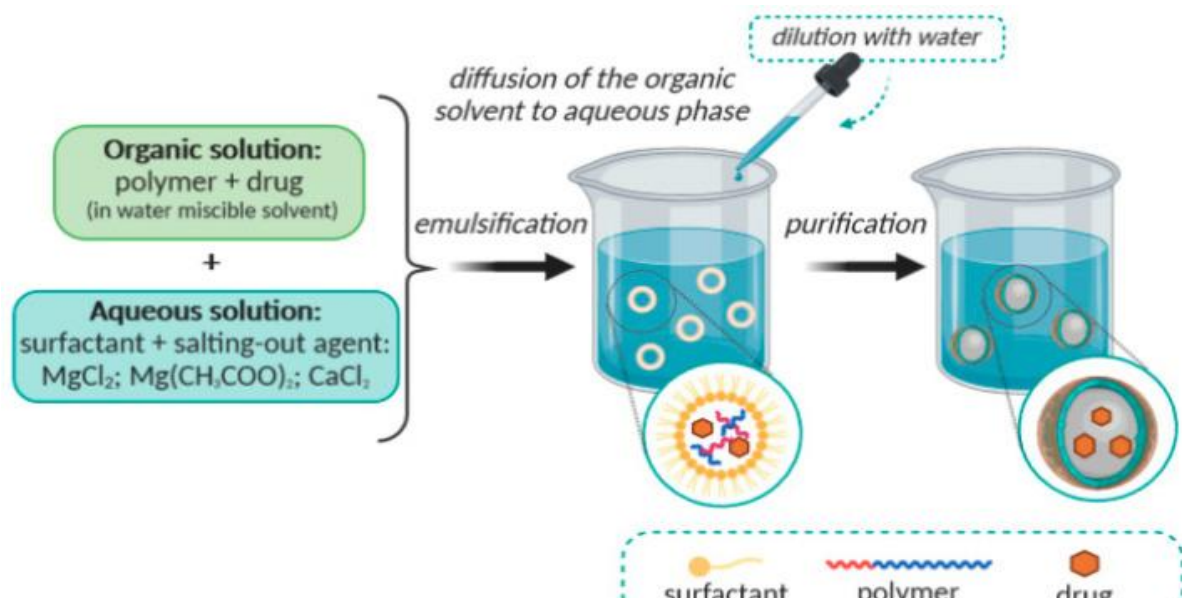 dilution with water
diffusion of the organic
solvent to aqueous phase
Organic solution:
polymer + drug
(in water miscible solvent)
+
Aqueous solution:
surfactant + salting-out agent:
MgCl₂; Mg(CH₃COO)₂; CaCl₂
emulsification
purification
surfactant
polymer
drug